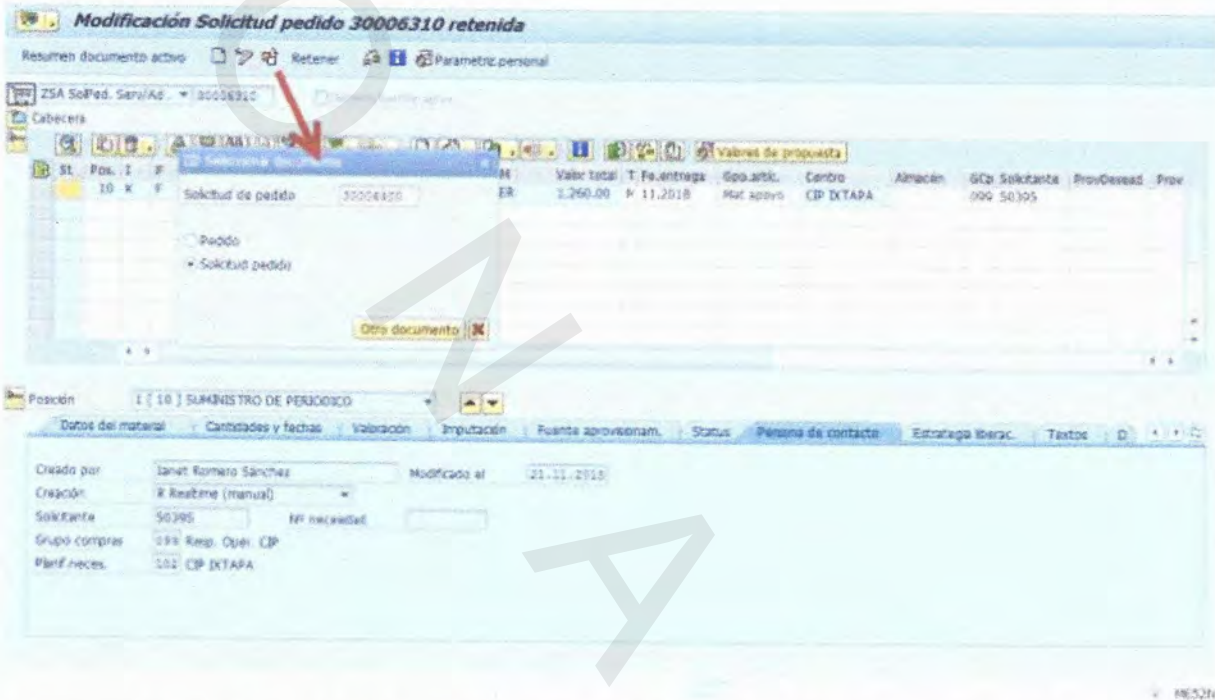 Modificación Solicitud pedido 30006310 retenida
Resumen documento activo Retener Parametriz.personal
ZSA SolPed. Serv/Ad.. 30006310
Cabecera
Valores de propuesta
St Pos. I F M Valor total T Fe.entrega Gpo.artíc. Centro Almacén GCp Solicitante ProvDesead Prov
10 K F ER 1,260.00 11.2018 Mat apoyo CIP IXTAPA 099 50395
Solicitud de pedido
Pedido
Solicitud pedido
Otro documento
Posición 1 [ 10 ] SUMINISTRO DE PERIODICO
Datos del material Cantidades y fechas Valoración Imputación Fuente aprovisionam. Status Persona de contacto Estrategia liberac. Textos D
Creado por Janet Romero Sánchez Modificado el 21.11.2018
Creación R Realtime (manual)
Solicitante 50395 Nº necesidad
Grupo compras 099 Resp. Oper. CIP
Planif.neces. CIP IXTAPA
ME52N